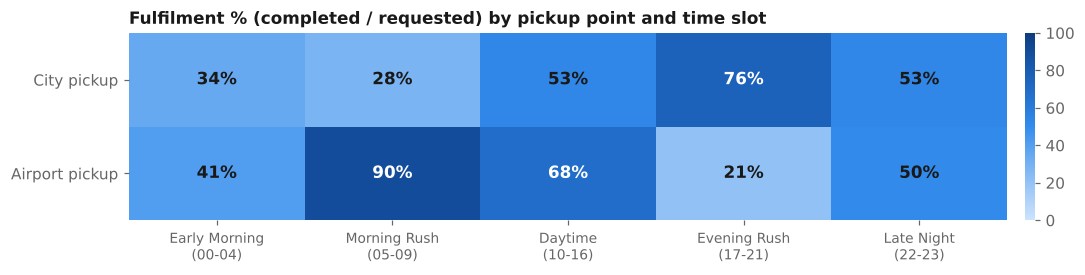 Fulfilment % (completed / requested) by pickup point and time slot
City pickup
34%
28%
53%
76%
53%
Airport pickup
41%
90%
68%
21%
50%
Early Morning
(00-04)
Morning Rush
(05-09)
Daytime
(10-16)
Evening Rush
(17-21)
Late Night
(22-23)
100
80
60
40
20
0